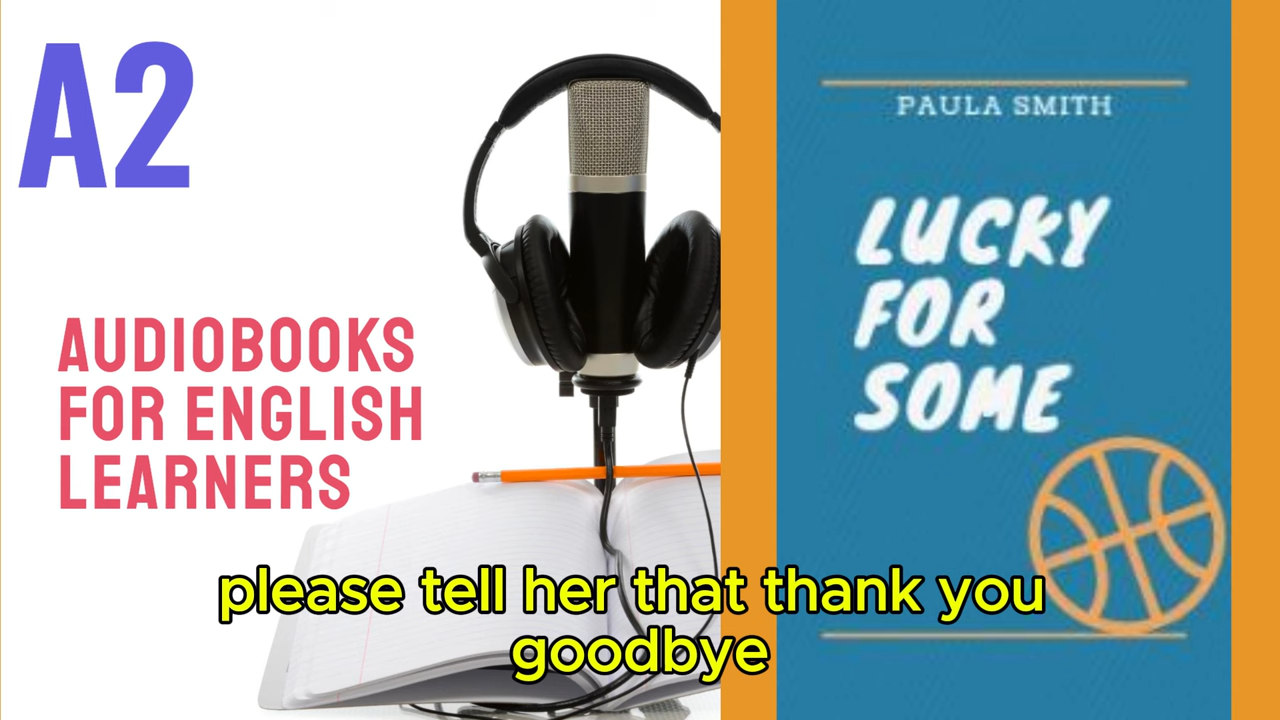 A2
AUDIOBOOKS
FOR ENGLISH
LEARNERS
PAULA SMITH
LUCKY
FOR
SOME
please tell her that thank you
goodbye